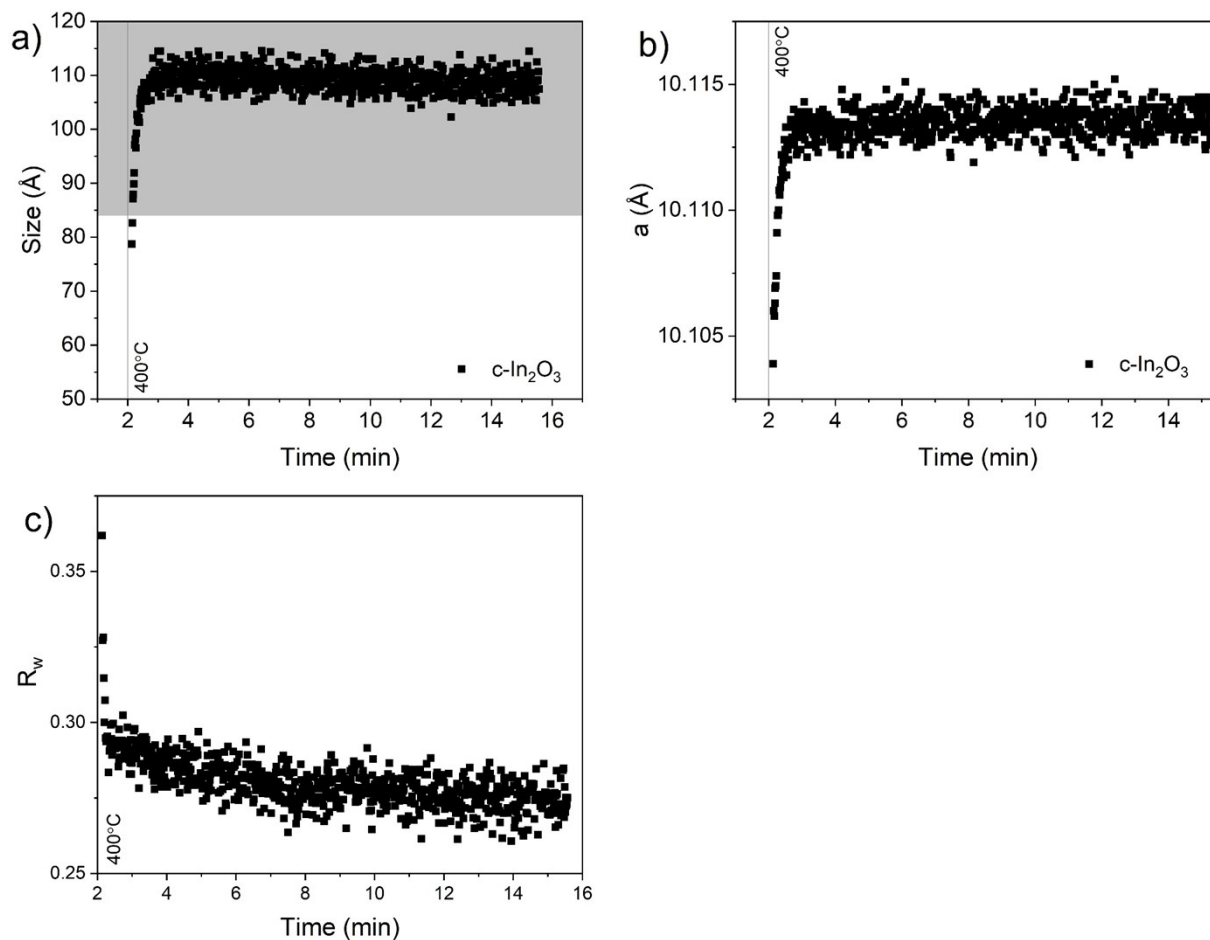 a)
120
110
100
90
80
70
60
50
Size (Å)
400°C
c-In₂O₃
2 4 6 8 10 12 14 16
Time (min)
b)
10.115
10.110
10.105
a (Å)
400°C
c-In₂O₃
2 4 6 8 10 12 14
Time (min)
c)
0.35
0.30
0.25
R_w
400°C
2 4 6 8 10 12 14 16
Time (min)